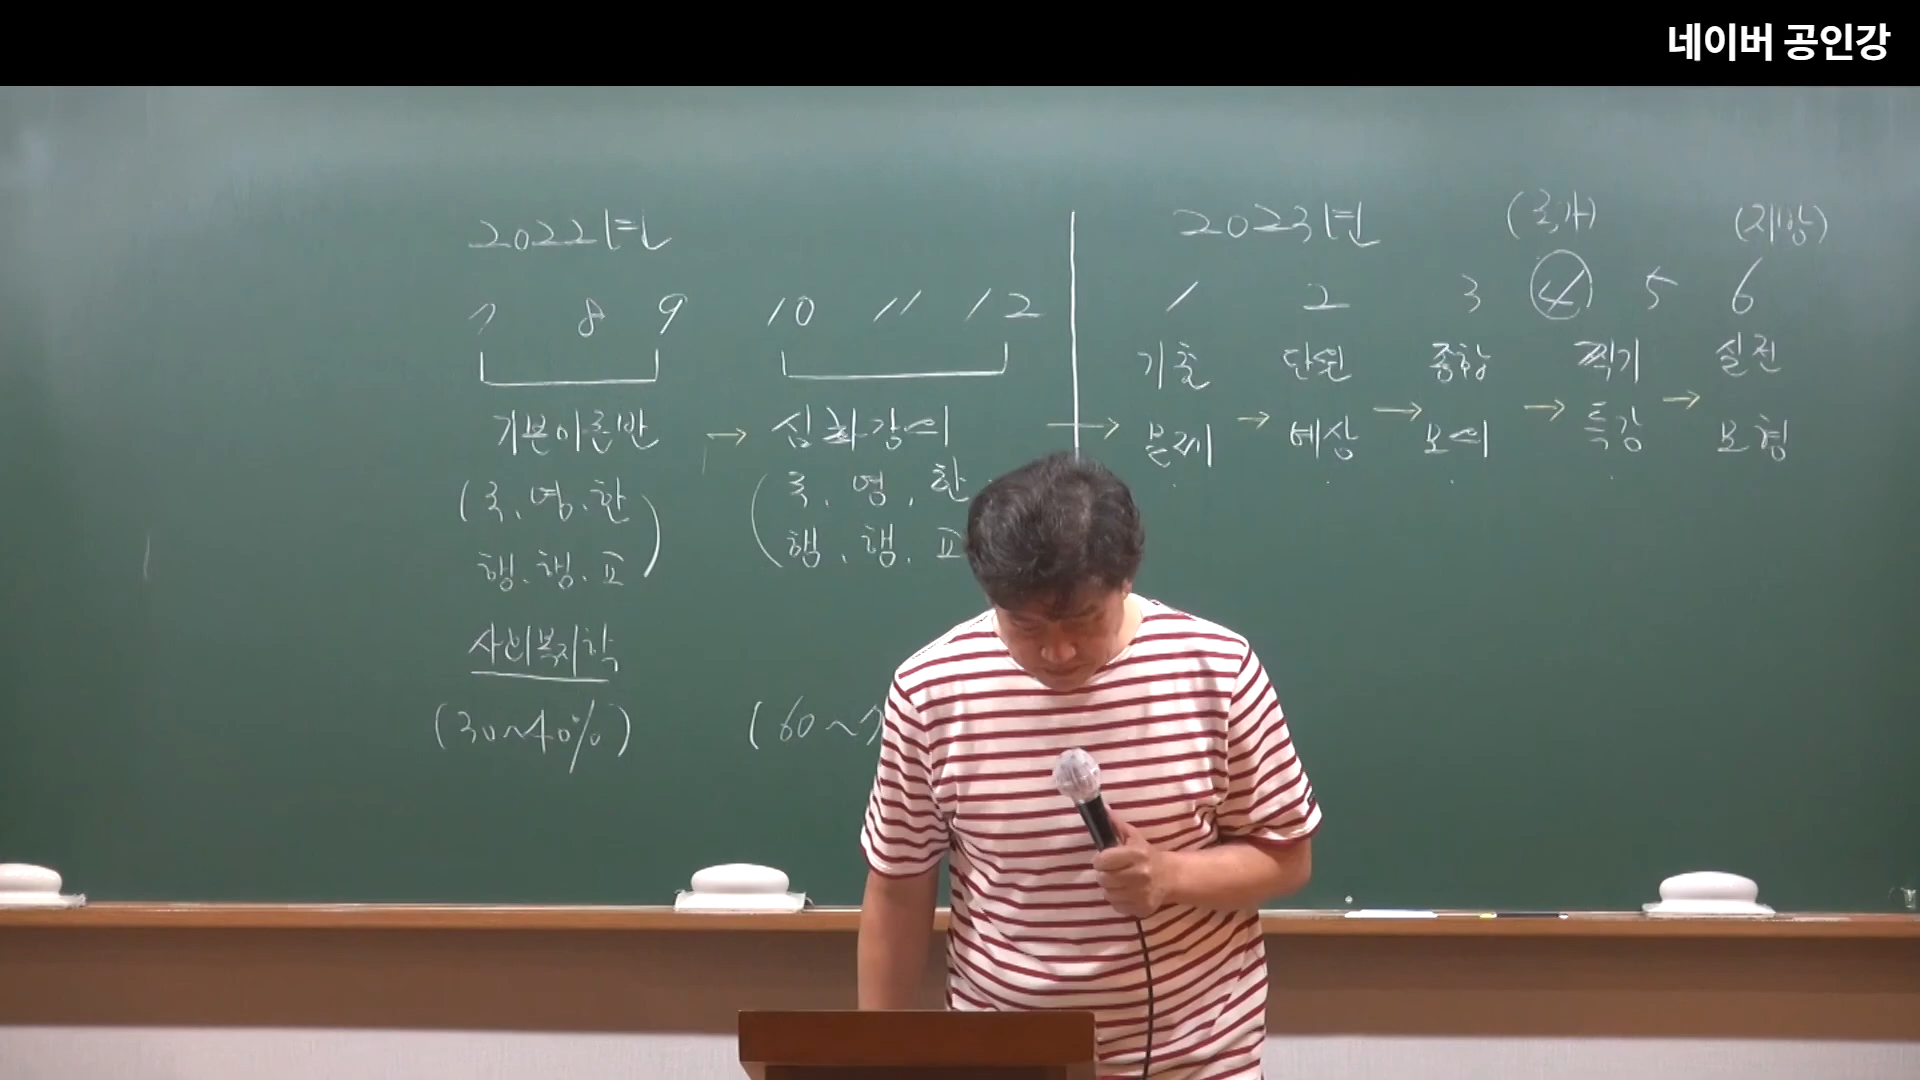 네이버 공인강
2022년
7 8 9 10 11 12
기본이론반 → 심화강의 →
(국, 영, 한
행, 행, 교)
(국, 영, 한
행, 행, 교
사회복지학
(30~40%)
(60~7
2023년 (국가) (지방)
1 2 3 4 5 6
기출 단원 종합 찍기 실전
문제 → 예상 → 모의 → 특강 → 모형